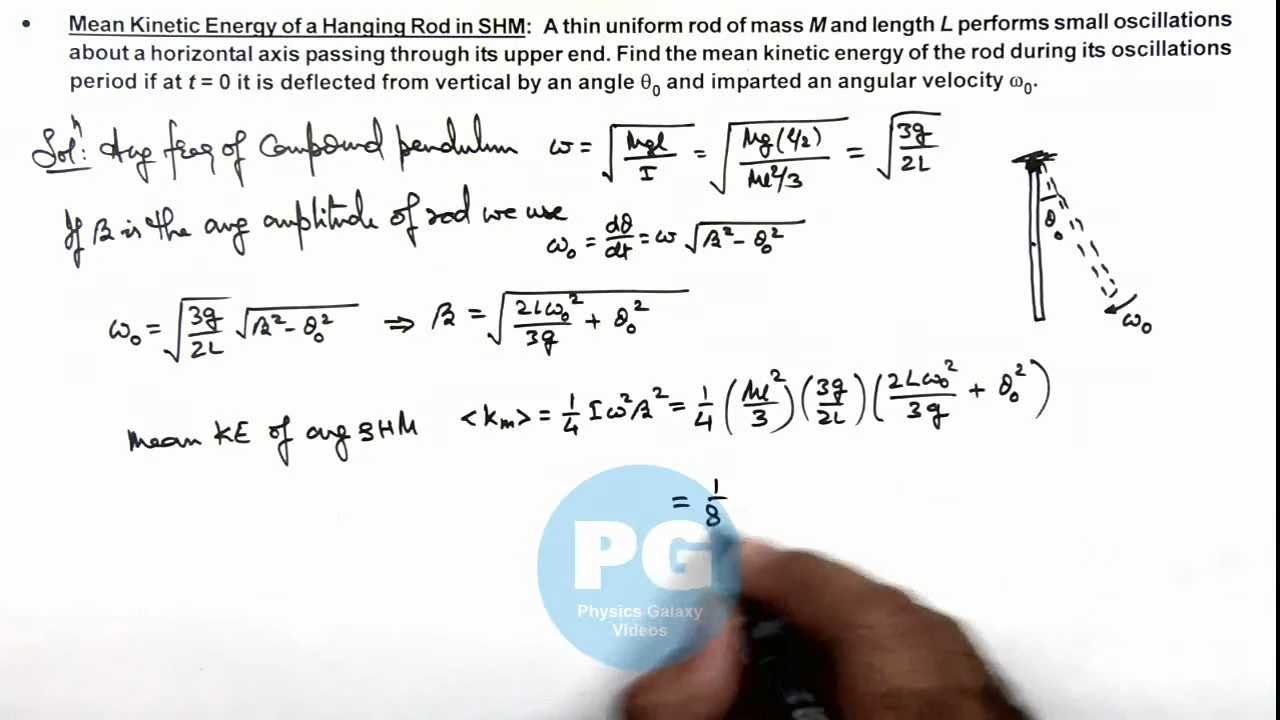 • Mean Kinetic Energy of a Hanging Rod in SHM: A thin uniform rod of mass M and length L performs small oscillations
about a horizontal axis passing through its upper end. Find the mean kinetic energy of the rod during its oscillations
period if at t = 0 it is deflected from vertical by an angle θ₀ and imparted an angular velocity ω₀.
Solⁿ: Ang freq of Compound pendulum ω = √(Mgl/I) = √(Mg(l/2)/(Ml²/3)) = √(3g/2L)
If β is the ang amplitude of rod we use
ω₀ = dθ/dt = ω √(β² − θ₀²)
θ₀
ω₀
ω₀ = √(3g/2L) √(β² − θ₀²) ⇒ β = √(2Lω₀²/3g + θ₀²)
Mean KE of ang SHM <Km> = 1/4 I ω² β² = 1/4 (Ml²/3) (3g/2L) (2Lω₀²/3g + θ₀²)
= 1/8
PG
Physics Galaxy
Videos